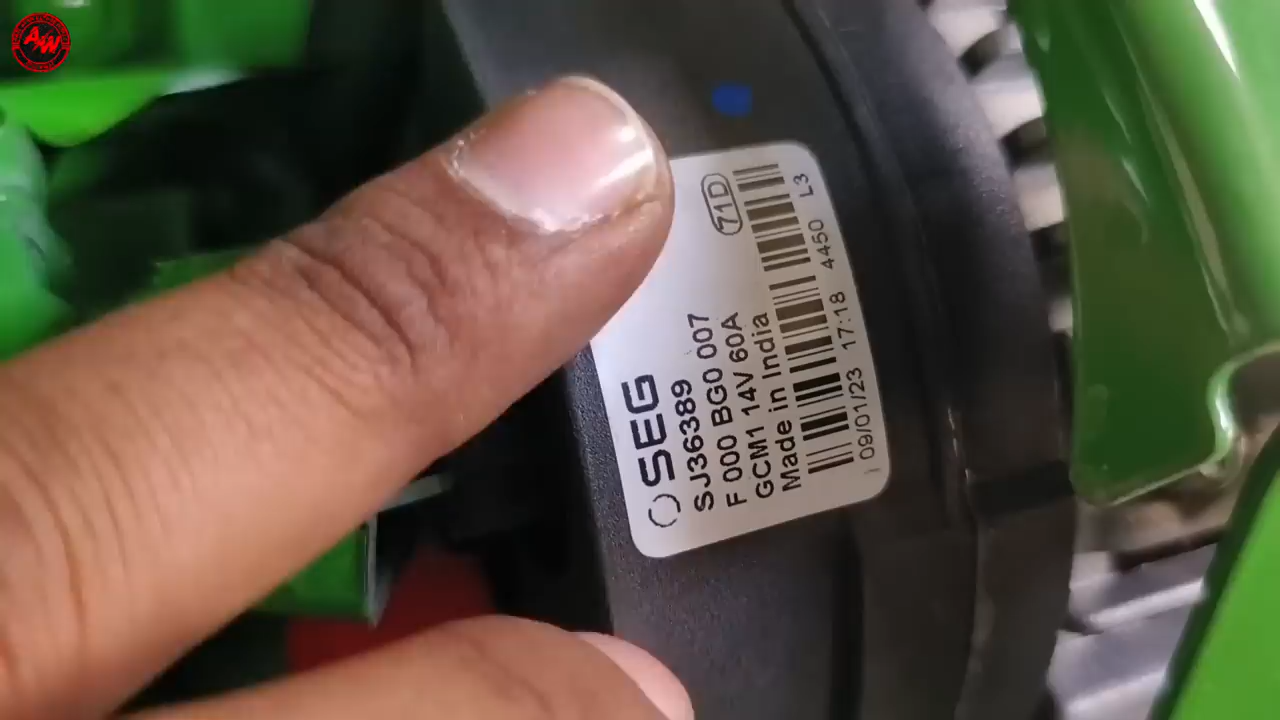 AW
SEG
SJ36389
F 000 BG0 007
GCM1 14V 60A
Made in India
71D
09/01/23 17:18 4450 L3